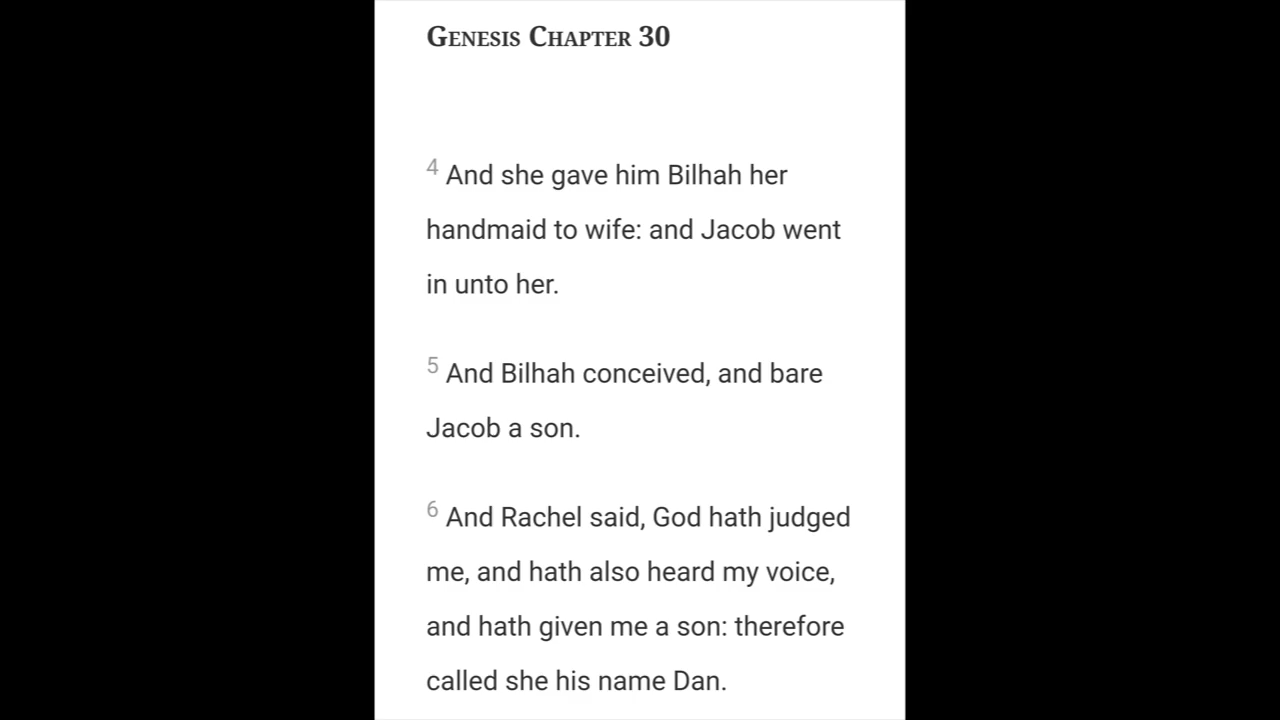 Genesis Chapter 30
4 And she gave him Bilhah her
handmaid to wife: and Jacob went
in unto her.
5 And Bilhah conceived, and bare
Jacob a son.
6 And Rachel said, God hath judged
me, and hath also heard my voice,
and hath given me a son: therefore
called she his name Dan.